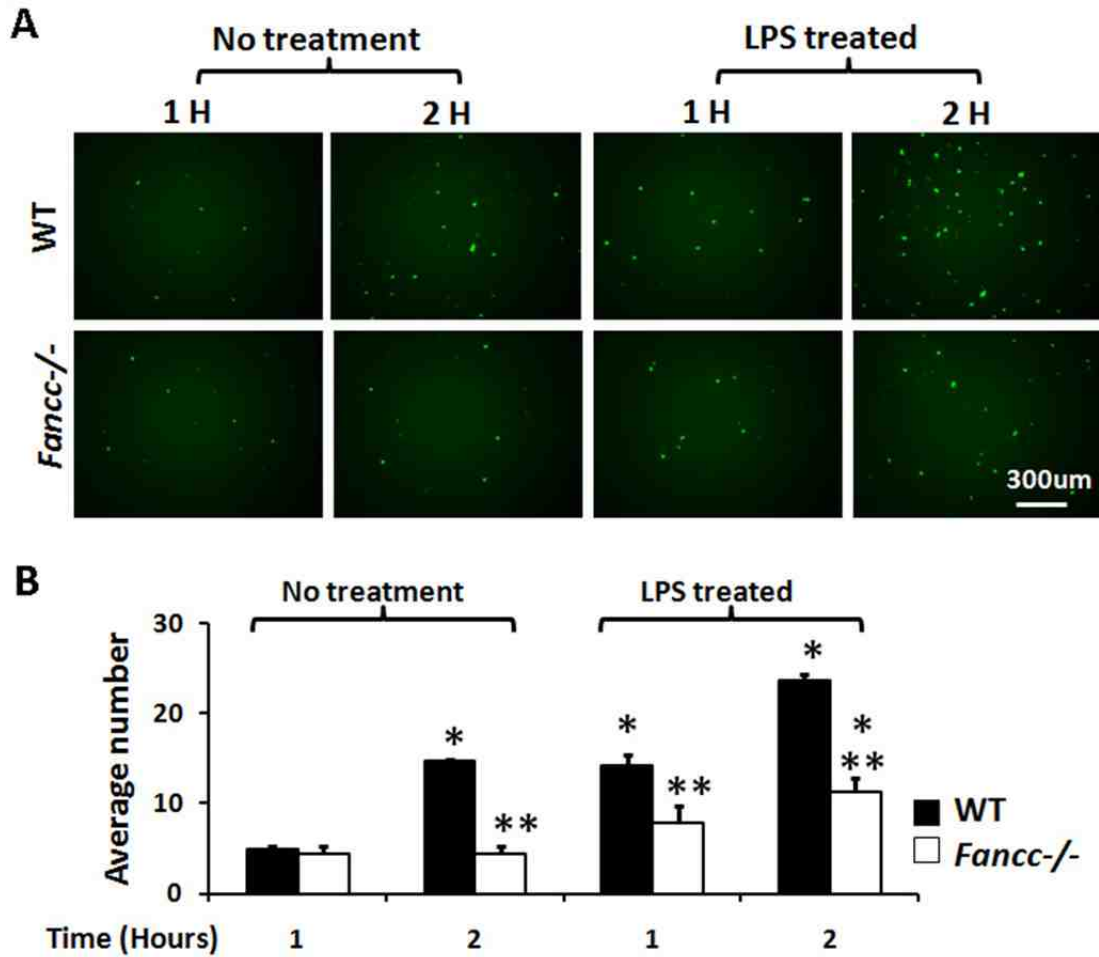 A
No treatment LPS treated
1 H 2 H 1 H 2 H
WT
Fancc-/-
300um
B
No treatment LPS treated
Average number
30
20
10
0
*
**
*
**
*
*
**
WT
Fancc-/-
Time (Hours) 1 2 1 2